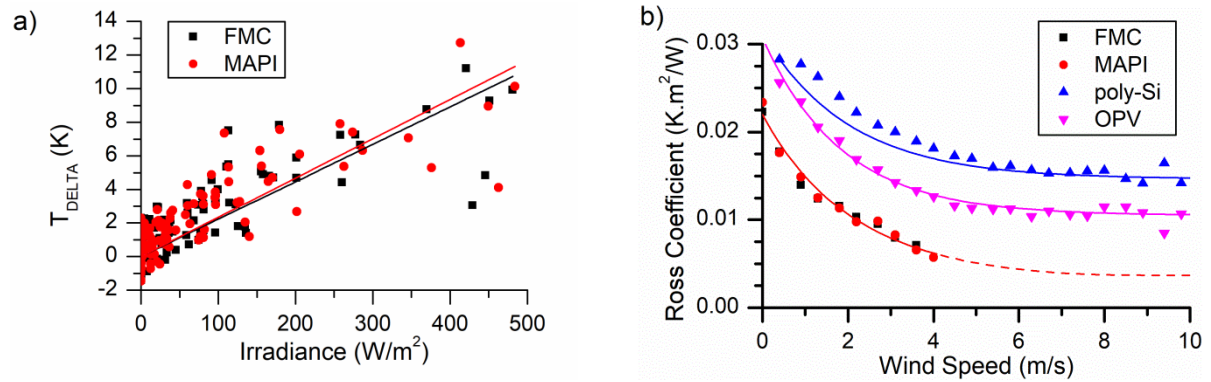 a)
FMC
MAPI
T_DELTA (K)
14
12
10
8
6
4
2
0
-2
0 100 200 300 400 500
Irradiance (W/m²)
b)
FMC
MAPI
poly-Si
OPV
Ross Coefficient (K.m²/W)
0.03
0.02
0.01
0.00
0 2 4 6 8 10
Wind Speed (m/s)